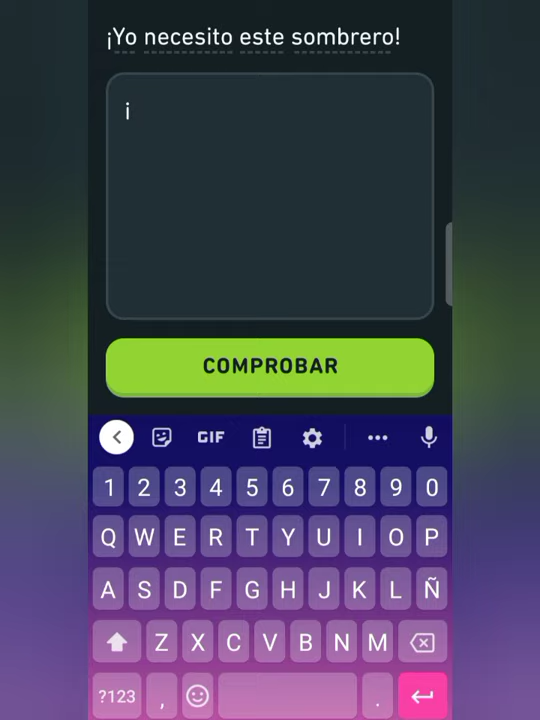 ¡Yo necesito este sombrero!
i
COMPROBAR
GIF
1 2 3 4 5 6 7 8 9 0
Q W E R T Y U I O P
A S D F G H J K L Ñ
Z X C V B N M
?123 , .